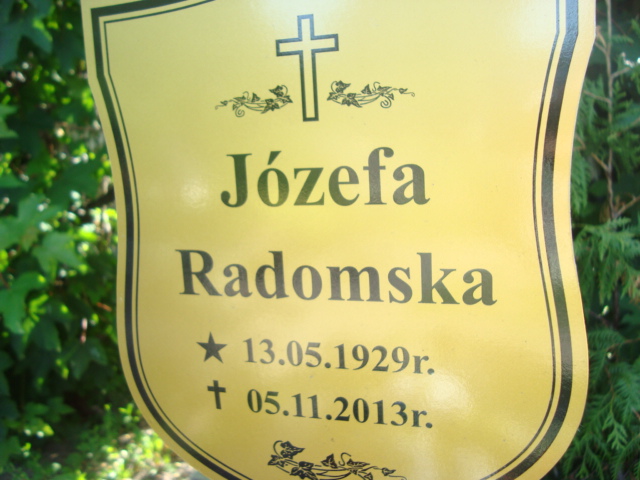 Józefa
Radomska
★ 13.05.1929r.
✝ 05.11.2013r.